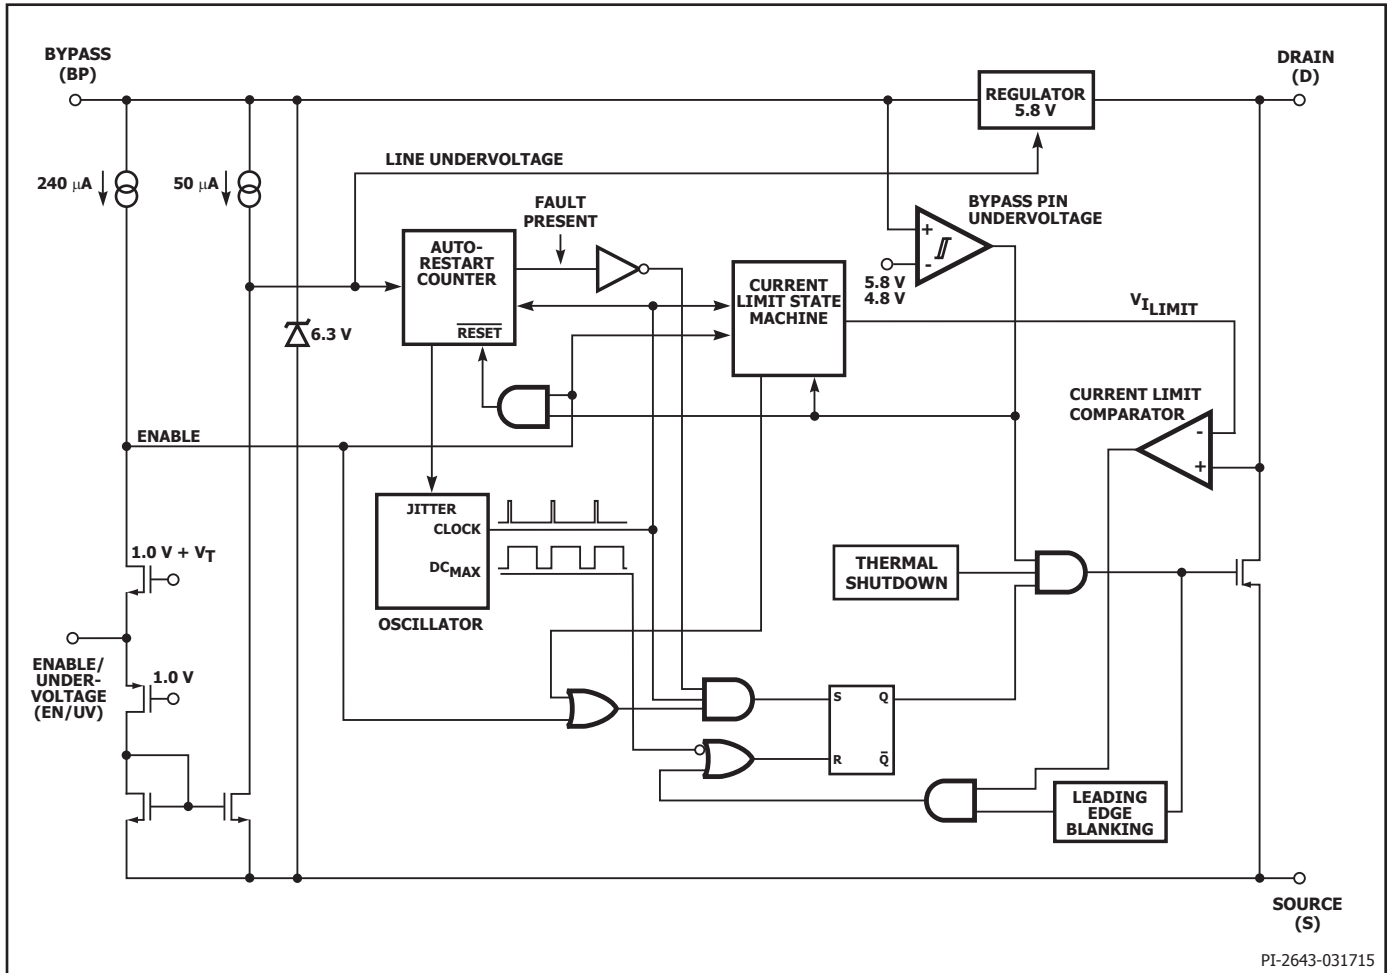 BYPASS
(BP)
DRAIN
(D)
REGULATOR
5.8 V
LINE UNDERVOLTAGE
240 μA
50 μA
FAULT
PRESENT
BYPASS PIN
UNDERVOLTAGE
+
-
5.8 V
4.8 V
AUTO-
RESTART
COUNTER
RESET
CURRENT
LIMIT STATE
MACHINE
VILIMIT
6.3 V
CURRENT LIMIT
COMPARATOR
-
+
ENABLE
JITTER
CLOCK
DCMAX
OSCILLATOR
1.0 V + VT
THERMAL
SHUTDOWN
ENABLE/
UNDER-
VOLTAGE
(EN/UV)
1.0 V
S Q
R Q̅
LEADING
EDGE
BLANKING
SOURCE
(S)
PI-2643-031715